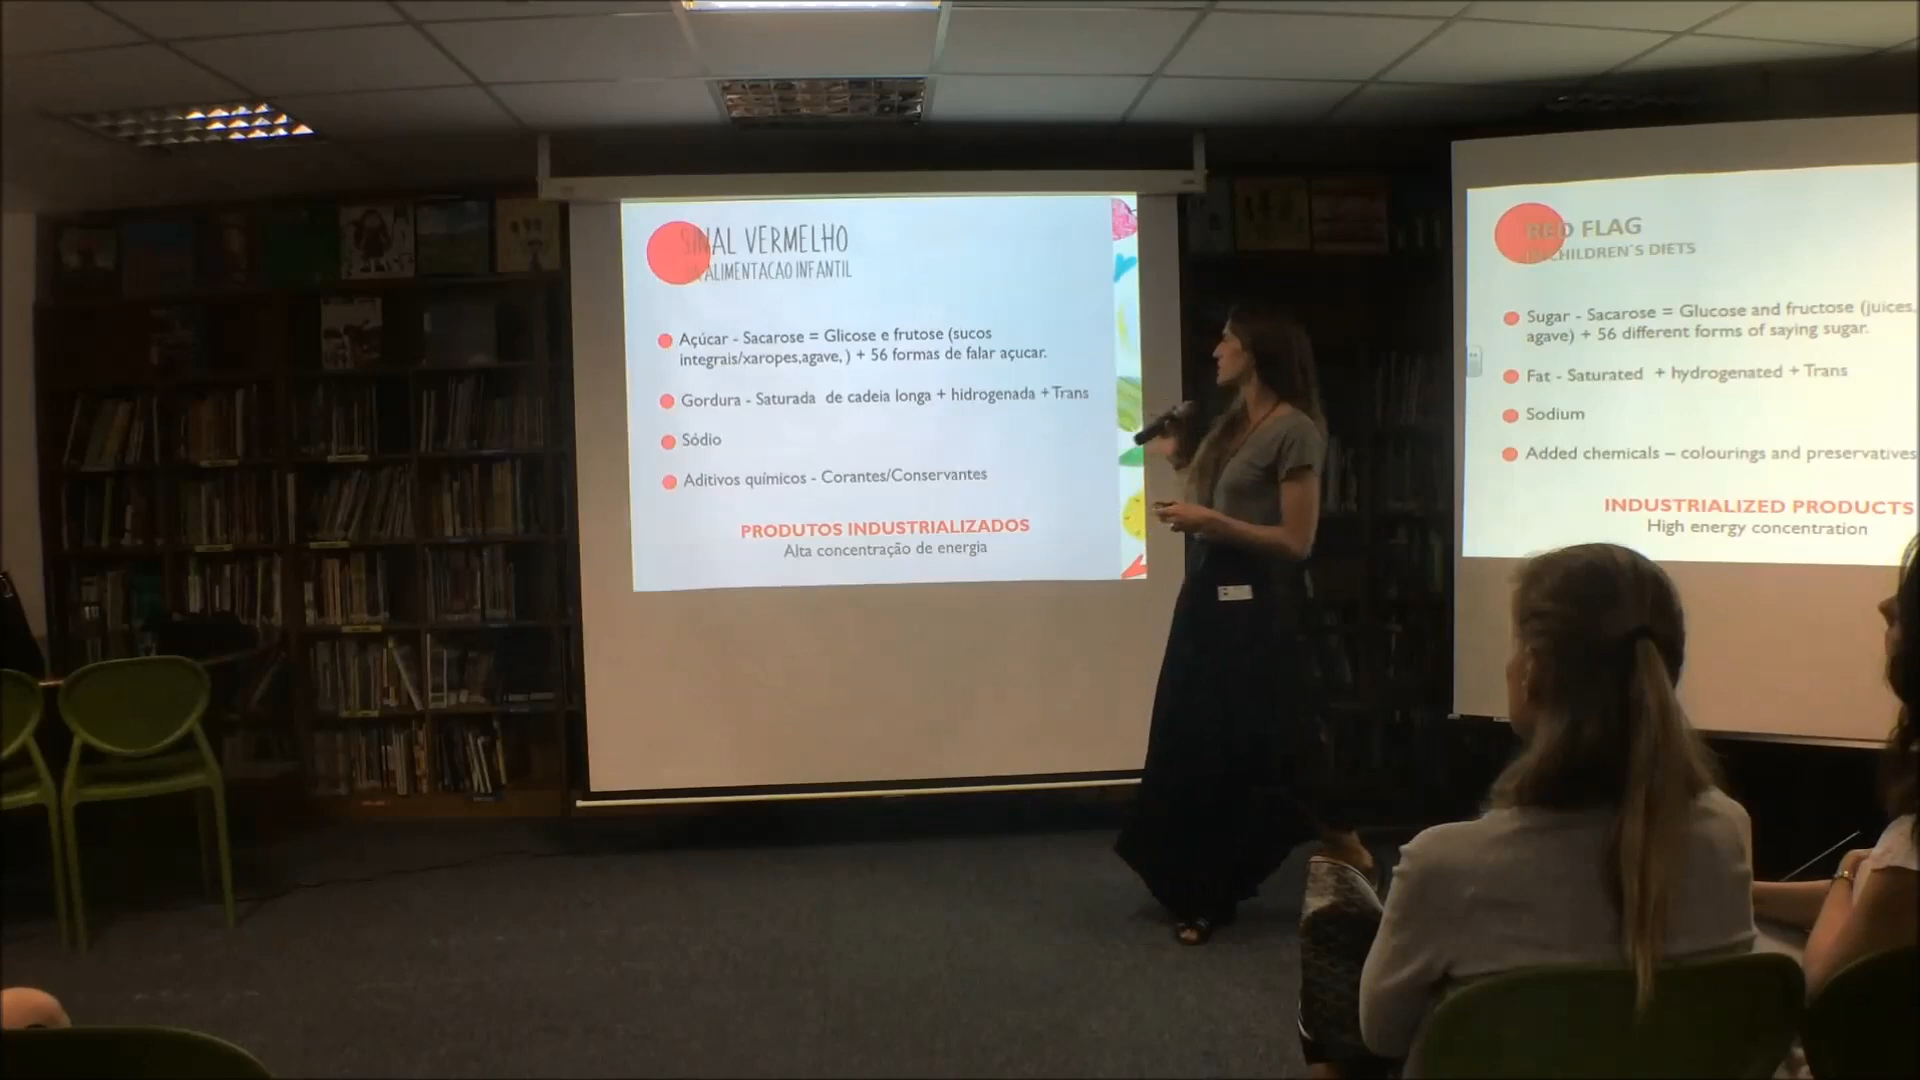 SINAL VERMELHO
NA ALIMENTACAO INFANTIL
Açúcar - Sacarose = Glicose e frutose (sucos
integrais/xaropes,agave, ) + 56 formas de falar açucar.
Gordura - Saturada de cadeia longa + hidrogenada + Trans
Sódio
Aditivos químicos - Corantes/Conservantes
PRODUTOS INDUSTRIALIZADOS
Alta concentração de energia
RED FLAG
IN CHILDREN´S DIETS
Sugar - Sacarose = Glucose and fructose (juices,
agave) + 56 different forms of saying sugar.
Fat - Saturated + hydrogenated + Trans
Sodium
Added chemicals – colourings and preservatives
INDUSTRIALIZED PRODUCTS
High energy concentration